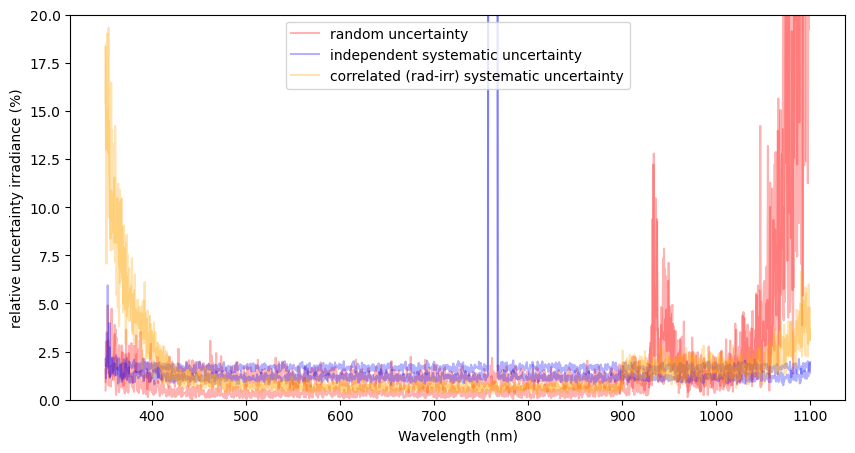 random uncertainty
independent systematic uncertainty
correlated (rad-irr) systematic uncertainty
relative uncertainty irradiance (%)
20.0
17.5
15.0
12.5
10.0
7.5
5.0
2.5
0.0
400 500 600 700 800 900 1000 1100
Wavelength (nm)